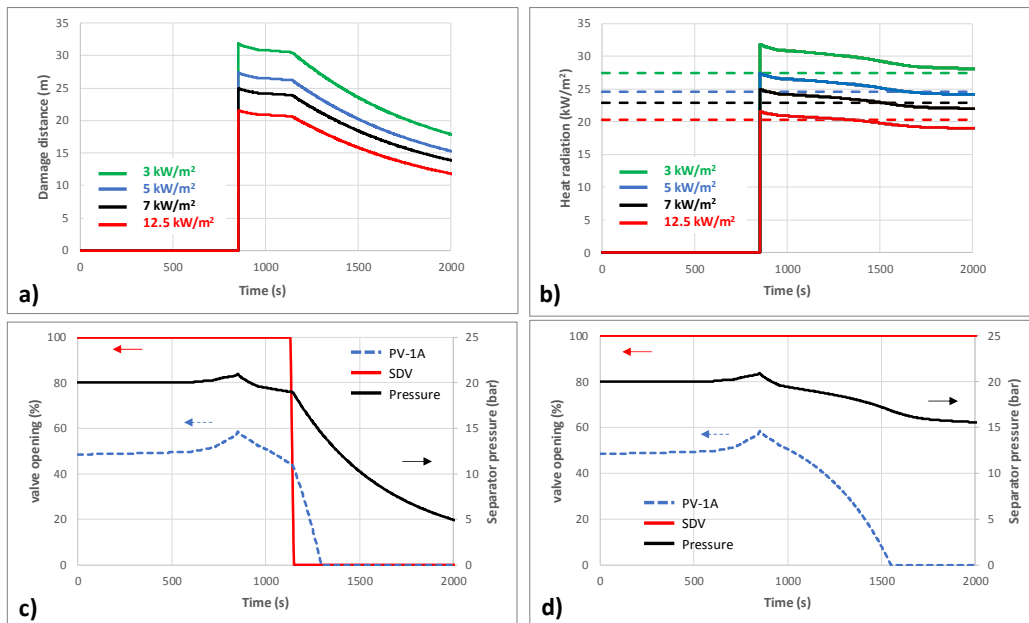 Damage distance (m)
35
30
25
20
15
10
5
0
3 kW/m²
5 kW/m²
7 kW/m²
12.5 kW/m²
0 500 1000 1500 2000
Time (s)
a)
Heat radiation (kW/m²)
35
30
25
20
15
10
5
0
3 kW/m²
5 kW/m²
7 kW/m²
12.5 kW/m²
0 500 1000 1500 2000
Time (s)
b)
valve opening (%)
100
80
60
40
20
0
PV-1A
SDV
Pressure
25
20
15
10
5
0
Separator pressure (bar)
0 500 1000 1500 2000
Time (s)
c)
valve opening (%)
100
80
60
40
20
0
PV-1A
SDV
Pressure
25
20
15
10
5
0
Separator pressure (bar)
0 500 1000 1500 2000
Time (s)
d)